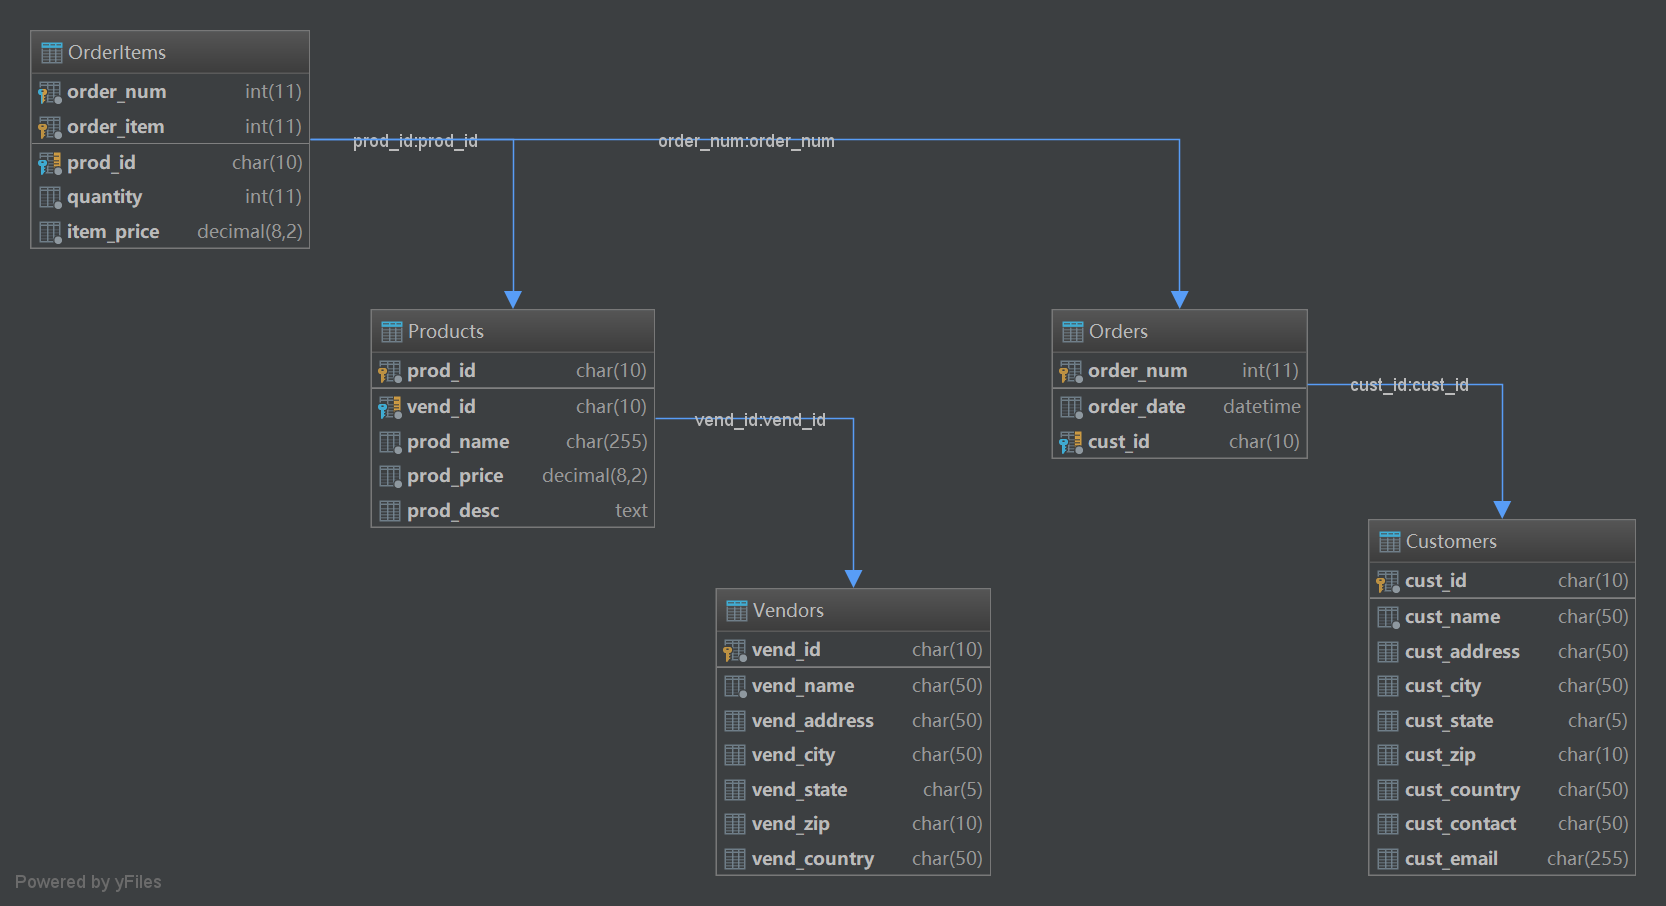 OrderItems
order_num int(11)
order_item int(11)
prod_id char(10)
quantity int(11)
item_price decimal(8,2)
prod_id:prod_id
order_num:order_num
Products
prod_id char(10)
vend_id char(10)
prod_name char(255)
prod_price decimal(8,2)
prod_desc text
vend_id:vend_id
Orders
order_num int(11)
order_date datetime
cust_id char(10)
cust_id:cust_id
Vendors
vend_id char(10)
vend_name char(50)
vend_address char(50)
vend_city char(50)
vend_state char(5)
vend_zip char(10)
vend_country char(50)
Customers
cust_id char(10)
cust_name char(50)
cust_address char(50)
cust_city char(50)
cust_state char(5)
cust_zip char(10)
cust_country char(50)
cust_contact char(50)
cust_email char(255)
Powered by yFiles